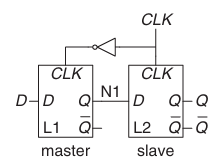 CLK
CLK CLK
D D Q N1 D Q Q
L1 Q̅ L2 Q̅ Q̅
master slave